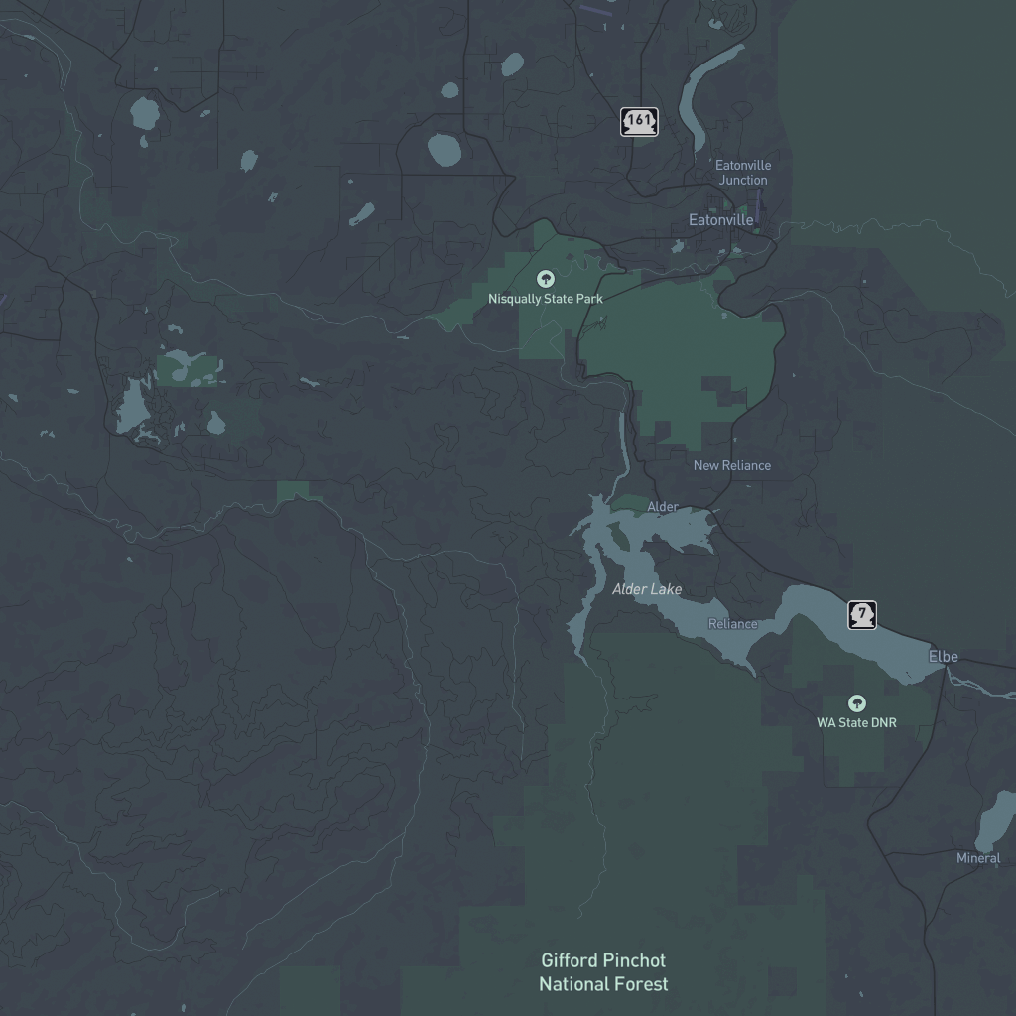 161
Eatonville
Junction
Eatonville
Nisqually State Park
New Reliance
Alder
Alder Lake
7
Reliance
Elbe
WA State DNR
Mineral
Gifford Pinchot
National Forest